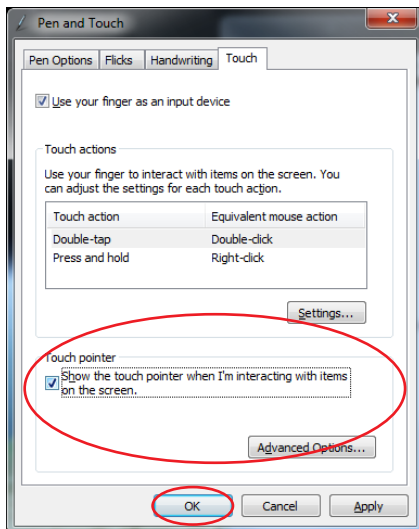 Pen and Touch
Pen Options Flicks Handwriting Touch
Use your finger as an input device
Touch actions
Use your finger to interact with items on the screen. You
can adjust the settings for each touch action.
Touch action Equivalent mouse action
Double-tap Double-click
Press and hold Right-click
Settings...
Touch pointer
Show the touch pointer when I'm interacting with items
on the screen.
Advanced Options...
OK Cancel Apply